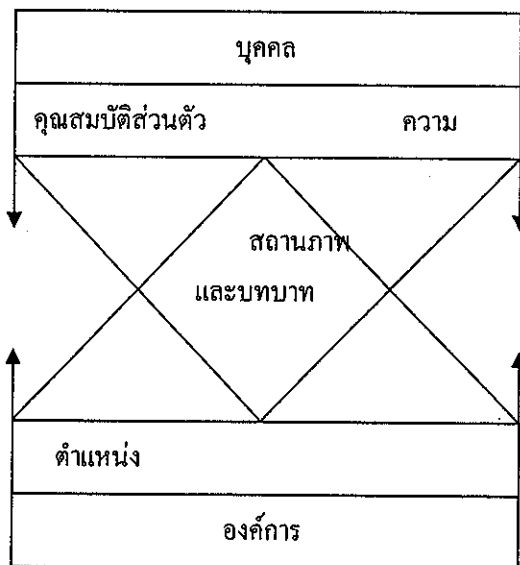 บุคคล
คุณสมบัติส่วนตัว ความ
สถานภาพ
และบทบาท
ตำแหน่ง
องค์การ